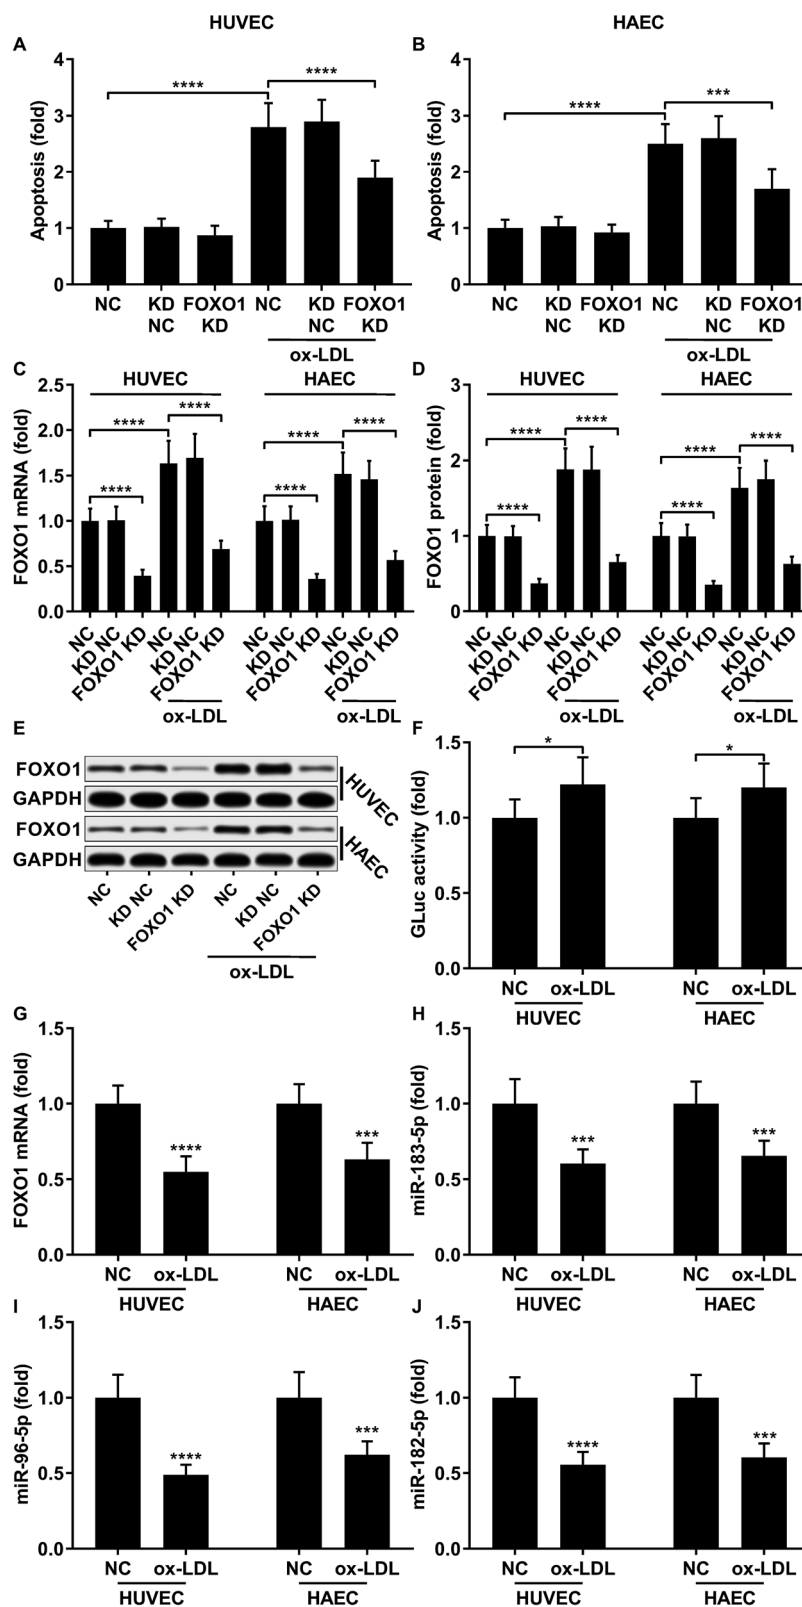 HUVEC
HAEC
A
Apoptosis (fold)
4
3
2
1
0
****
****
NC
KD NC
FOXO1 KD
NC
KD NC
FOXO1 KD
ox-LDL
B
Apoptosis (fold)
4
3
2
1
0
****
***
NC
KD NC
FOXO1 KD
NC
KD NC
FOXO1 KD
ox-LDL
C
HUVEC
HAEC
FOXO1 mRNA (fold)
2.5
2.0
1.5
1.0
0.5
0.0
****
****
****
****
****
****
NC
KD NC
FOXO1 KD
NC
KD NC
FOXO1 KD
NC
KD NC
FOXO1 KD
NC
KD NC
FOXO1 KD
ox-LDL
ox-LDL
D
HUVEC
HAEC
FOXO1 protein (fold)
3
2
1
0
****
****
****
****
****
****
NC
KD NC
FOXO1 KD
NC
KD NC
FOXO1 KD
NC
KD NC
FOXO1 KD
NC
KD NC
FOXO1 KD
ox-LDL
ox-LDL
E
FOXO1
GAPDH
HUVEC
FOXO1
GAPDH
HAEC
NC
KD NC
FOXO1 KD
NC
KD NC
FOXO1 KD
ox-LDL
F
GLuc activity (fold)
1.5
1.0
0.5
0.0
*
*
NC
ox-LDL
NC
ox-LDL
HUVEC
HAEC
G
FOXO1 mRNA (fold)
1.5
1.0
0.5
0.0
****
***
NC
ox-LDL
NC
ox-LDL
HUVEC
HAEC
H
miR-183-5p (fold)
1.5
1.0
0.5
0.0
***
***
NC
ox-LDL
NC
ox-LDL
HUVEC
HAEC
I
miR-96-5p (fold)
1.5
1.0
0.5
0.0
****
***
NC
ox-LDL
NC
ox-LDL
HUVEC
HAEC
J
miR-182-5p (fold)
1.5
1.0
0.5
0.0
****
***
NC
ox-LDL
NC
ox-LDL
HUVEC
HAEC